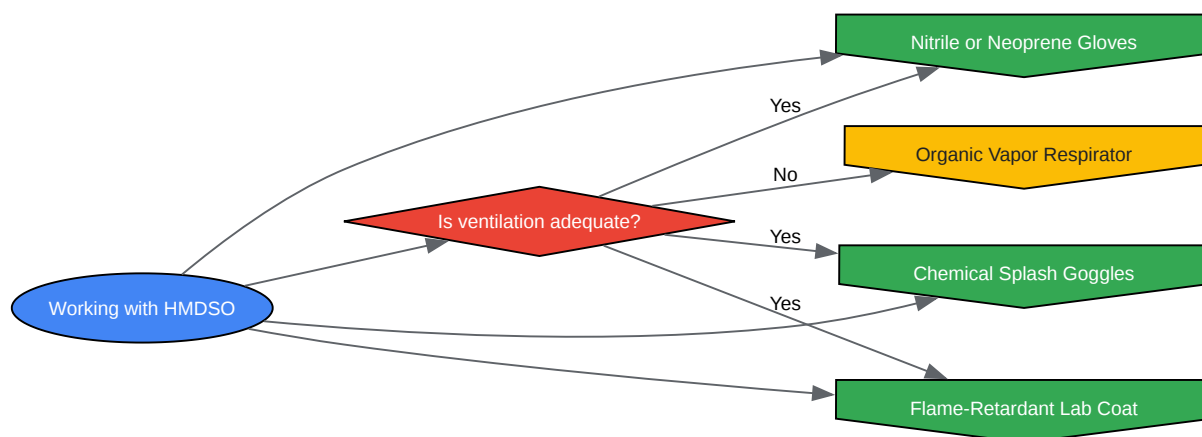 Nitrile or Neoprene Gloves
Yes
Organic Vapor Respirator
No
Is ventilation adequate?
Yes
Chemical Splash Goggles
Working with HMDSO
Yes
Flame-Retardant Lab Coat